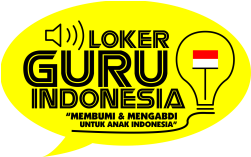 LOKER
GURU
INDONESIA
"MEMBUMI & MENGABDI
UNTUK ANAK INDONESIA"